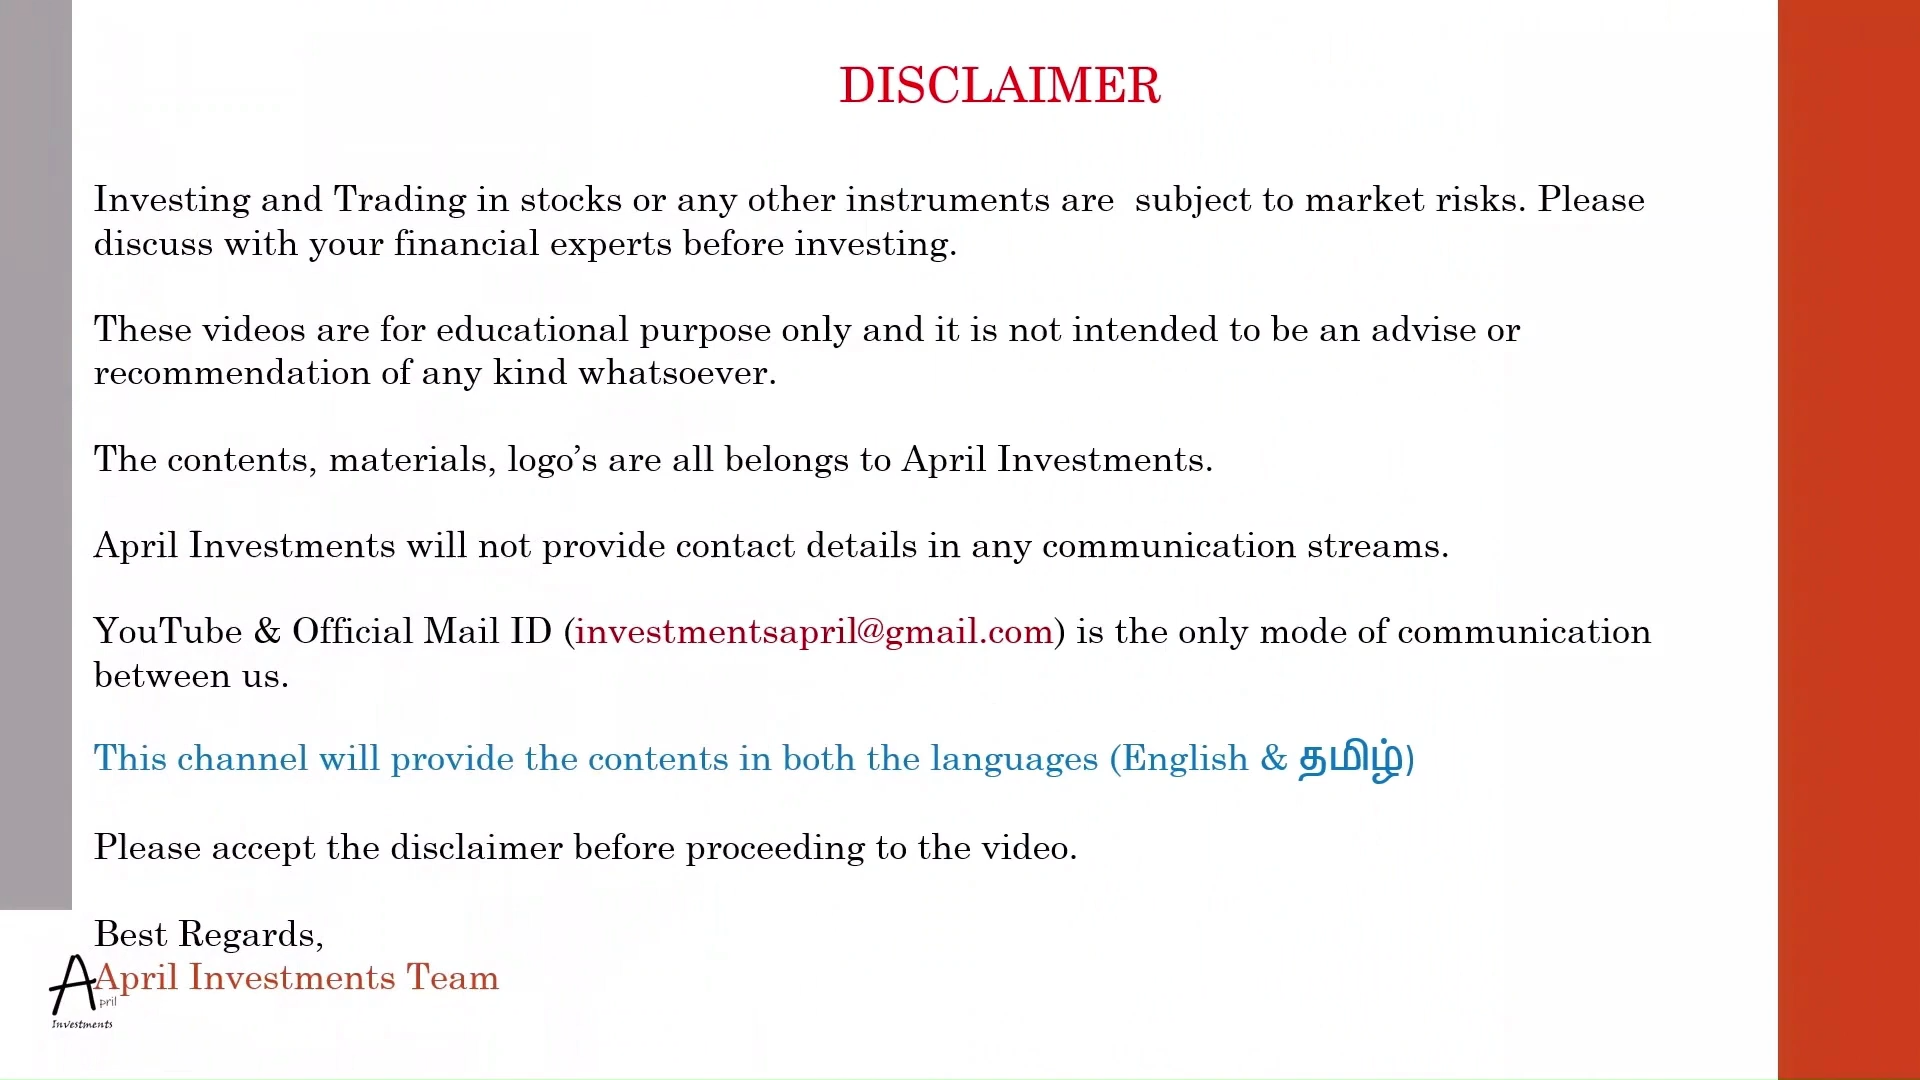 DISCLAIMER
Investing and Trading in stocks or any other instruments are  subject to market risks. Please
discuss with your financial experts before investing.
These videos are for educational purpose only and it is not intended to be an advise or
recommendation of any kind whatsoever.
The contents, materials, logo’s are all belongs to April Investments.
April Investments will not provide contact details in any communication streams.
YouTube & Official Mail ID (investmentsapril@gmail.com) is the only mode of communication
between us.
This channel will provide the contents in both the languages (English & தமிழ்)
Please accept the disclaimer before proceeding to the video.
Best Regards,
April Investments Team
April
Investments